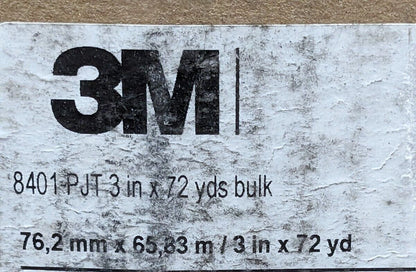 3M
8401-PJT 3 in x 72 yds bulk
76,2 mm x 65,83 m / 3 in x 72 yd